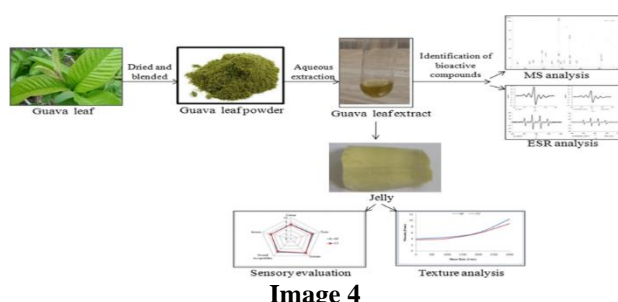 Dried and
blended
Aqueous
extraction
Identification of
bioactive
compounds
MS analysis
Guava leaf
Guava leaf powder
Guava leaf extract
ESR analysis
Jelly
Sensory evaluation
Texture analysis
Image 4